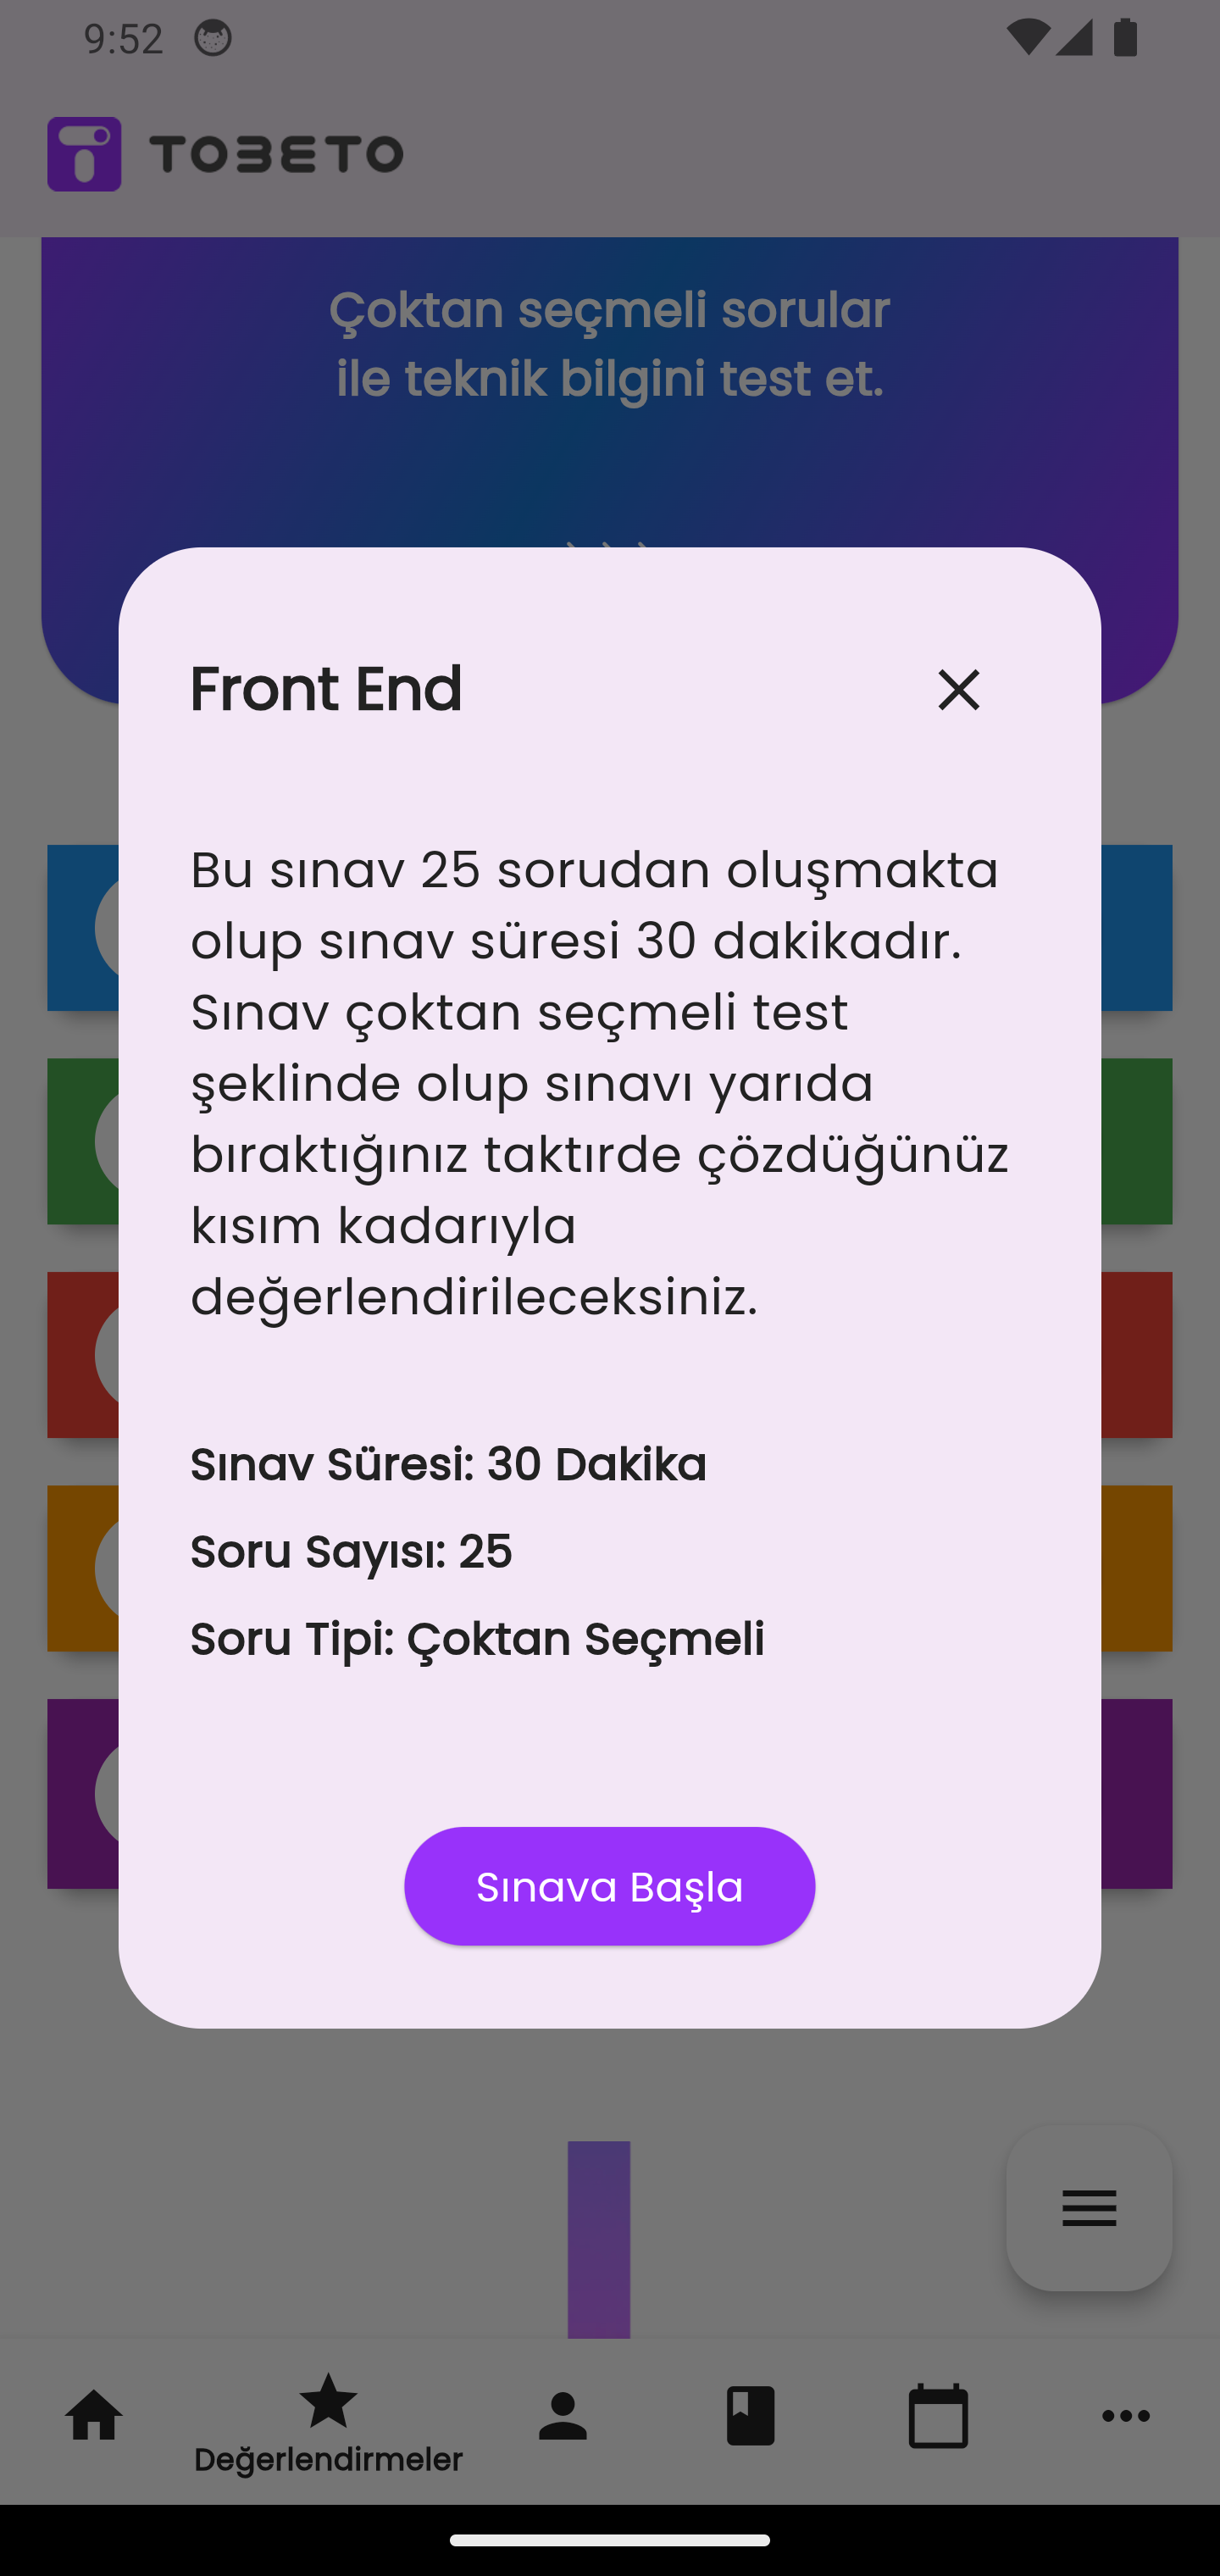 9:52
TOBETO
Çoktan seçmeli sorular
ile teknik bilgini test et.
Front End
Bu sınav 25 sorudan oluşmakta
olup sınav süresi 30 dakikadır.
Sınav çoktan seçmeli test
şeklinde olup sınavı yarıda
bıraktığınız taktırde çözdüğünüz
kısım kadarıyla
değerlendirileceksiniz.
Sınav Süresi: 30 Dakika
Soru Sayısı: 25
Soru Tipi: Çoktan Seçmeli
Sınava Başla
Değerlendirmeler